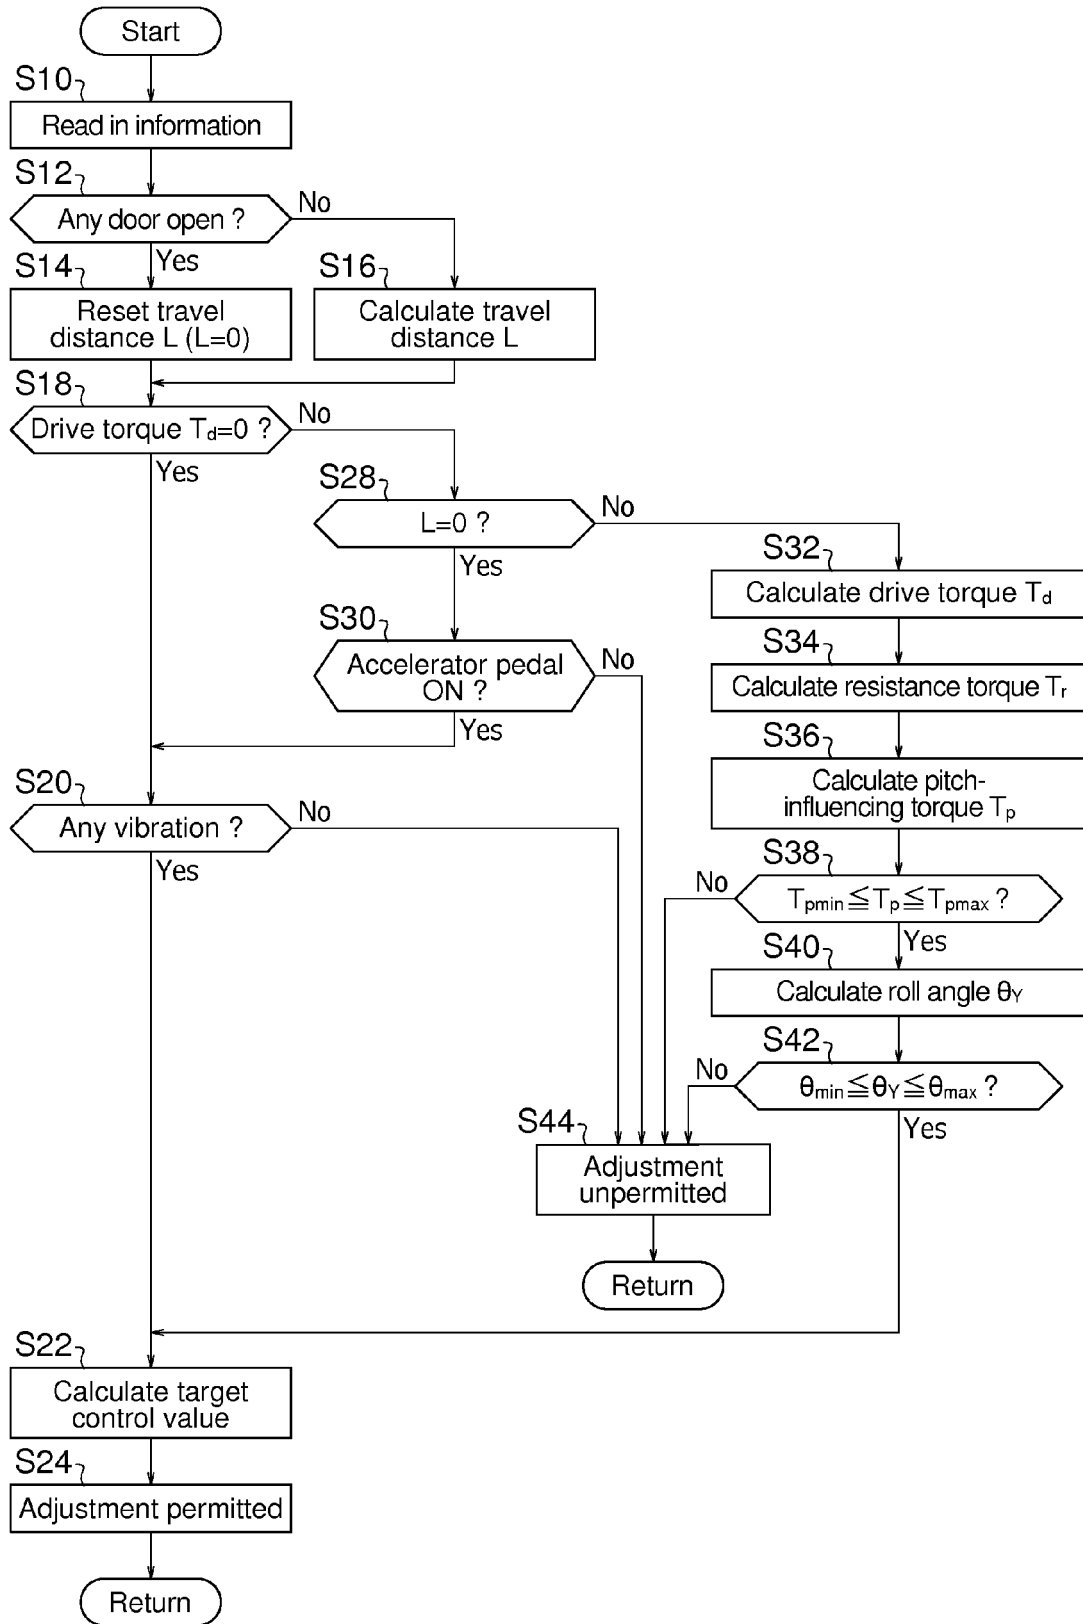 Start
S10
Read in information
S12
Any door open ?
No
Yes
S14
Reset travel
distance L (L=0)
S16
Calculate travel
distance L
S18
Drive torque Td=0 ?
No
Yes
S28
L=0 ?
No
Yes
S32
Calculate drive torque Td
S30
Accelerator pedal
ON ?
No
Yes
S34
Calculate resistance torque Tr
S36
Calculate pitch-
influencing torque Tp
S20
Any vibration ?
No
Yes
S38
Tpmin≦Tp≦Tpmax ?
No
Yes
S40
Calculate roll angle θY
S42
θmin≦θY≦θmax ?
No
Yes
S44
Adjustment
unpermitted
Return
S22
Calculate target
control value
S24
Adjustment permitted
Return